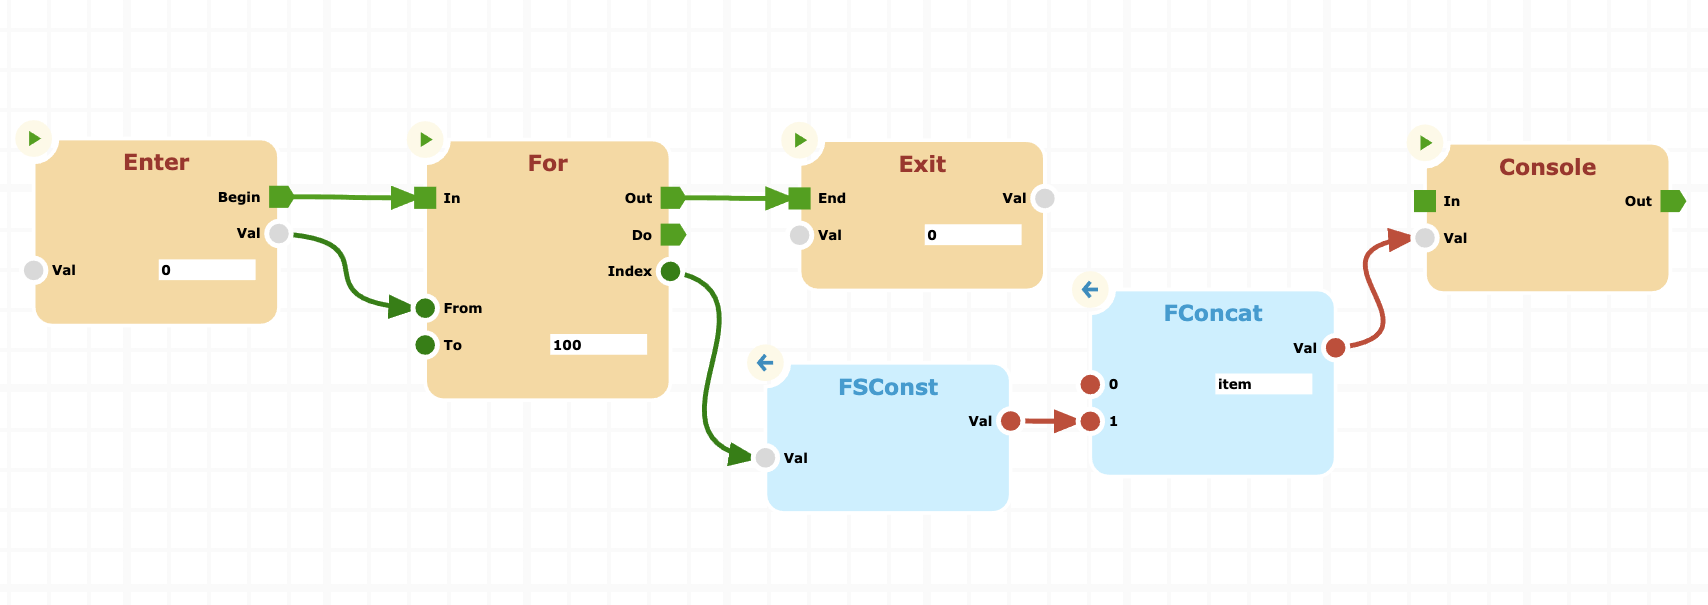 Enter
Begin
Val
Val 0
For
In Out
Do
Index
From
To 100
Exit
End Val
Val 0
FSConst
Val
Val
FConcat
Val
0 item
1
Console
In Out
Val